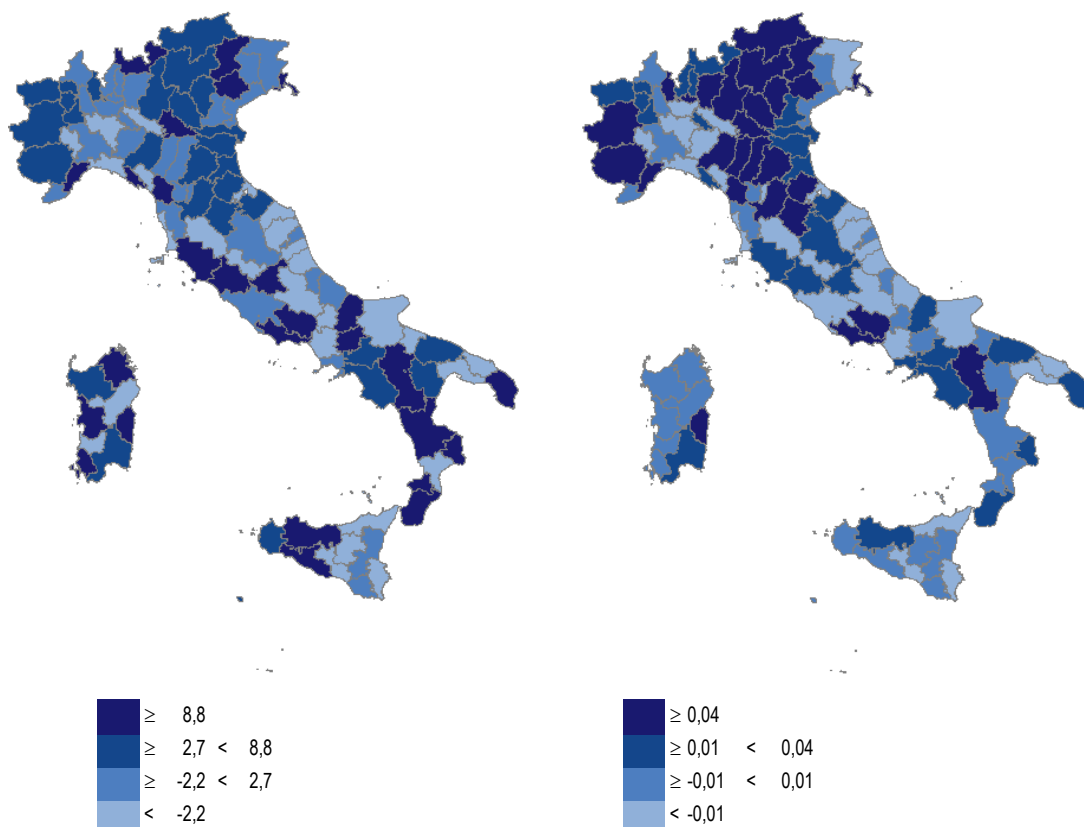 ≥ 8,8
≥ 2,7 < 8,8
≥ -2,2 < 2,7
< -2,2
≥ 0,04
≥ 0,01 < 0,04
≥ -0,01 < 0,01
< -0,01